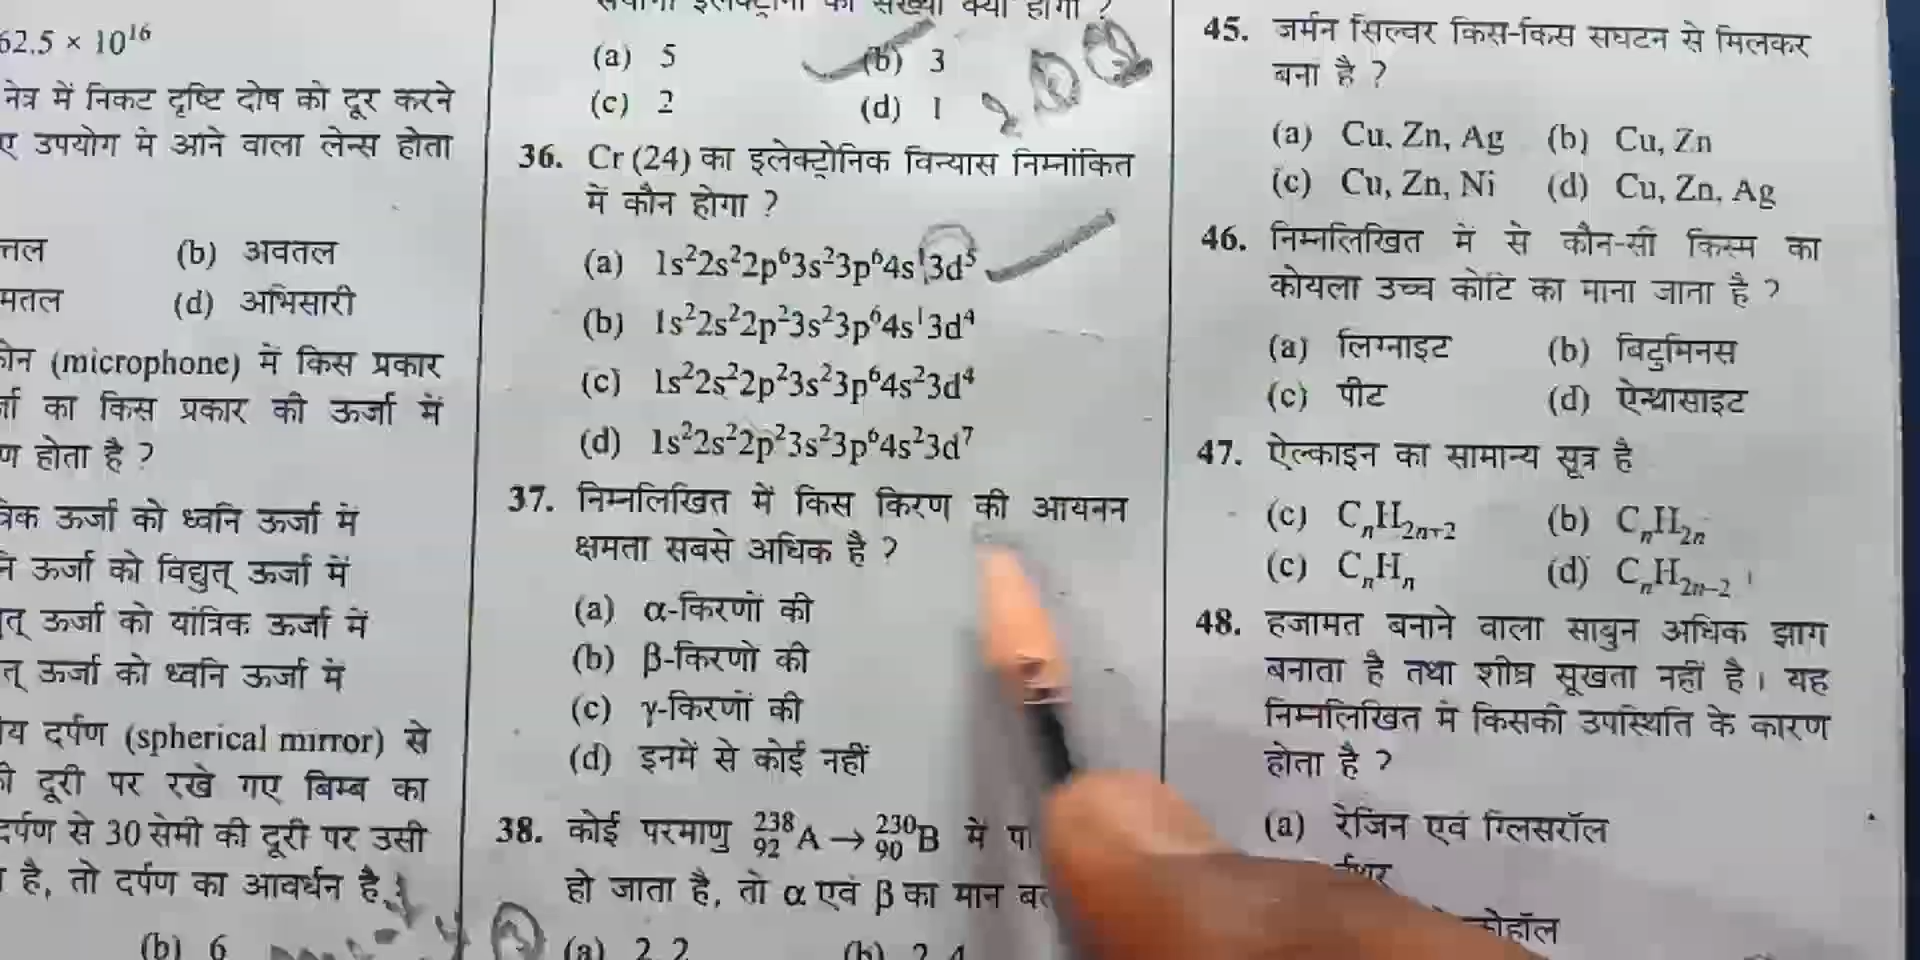 62.5 × 10¹⁶
नेत्र में निकट दृष्टि दोष को दूर करने
ए उपयोग में आने वाला लेन्स होता
त्तल (b) अवतल
मतल (d) अभिसारी
फोन (microphone) में किस प्रकार
र्जा का किस प्रकार की ऊर्जा में
ण होता है ?
त्रिक ऊर्जा को ध्वनि ऊर्जा में
नि ऊर्जा को विद्युत् ऊर्जा में
त् ऊर्जा को यांत्रिक ऊर्जा में
त् ऊर्जा को ध्वनि ऊर्जा में
य दर्पण (spherical mirror) से
की दूरी पर रखे गए बिम्ब का
दर्पण से 30 सेमी की दूरी पर उसी
है, तो दर्पण का आवर्धन है
(b) 6
संयोजी इलेक्ट्रॉनों की संख्या क्या होगी ?
(a) 5 (b) 3
(c) 2 (d) 1
36. Cr (24) का इलेक्ट्रोनिक विन्यास निम्नांकित
में कौन होगा ?
(a) 1s²2s²2p⁶3s²3p⁶4s¹3d⁵
(b) 1s²2s²2p²3s²3p⁶4s¹3d⁴
(c) 1s²2s²2p²3s²3p⁶4s²3d⁴
(d) 1s²2s²2p²3s²3p⁶4s²3d⁷
37. निम्नलिखित में किस किरण की आयनन
क्षमता सबसे अधिक है ?
(a) α-किरणों की
(b) β-किरणों की
(c) γ-किरणों की
(d) इनमें से कोई नहीं
38. कोई परमाणु ²³⁸₉₂A → ²³⁰₉₀B में
हो जाता है, तो α एवं β का मान
(a) 2, 2 (b) 2, 4
45. जर्मन सिल्वर किस-किस संघटन से मिलकर
बना है ?
(a) Cu, Zn, Ag (b) Cu, Zn
(c) Cu, Zn, Ni (d) Cu, Zn, Ag
46. निम्नलिखित में से कौन-सी किस्म का
कोयला उच्च कोटि का माना जाता है ?
(a) लिग्नाइट (b) बिटुमिनस
(c) पीट (d) ऐन्थ्रासाइट
47. ऐल्काइन का सामान्य सूत्र है
(c) CₙH₂ₙ₊₂ (b) CₙH₂ₙ
(c) CₙHₙ (d) CₙH₂ₙ₋₂
48. हजामत बनाने वाला साबुन अधिक झाग
बनाता है तथा शीघ्र सूखता नहीं है। यह
निम्नलिखित में किसकी उपस्थिति के कारण
होता है ?
(a) रेजिन एवं ग्लिसरॉल